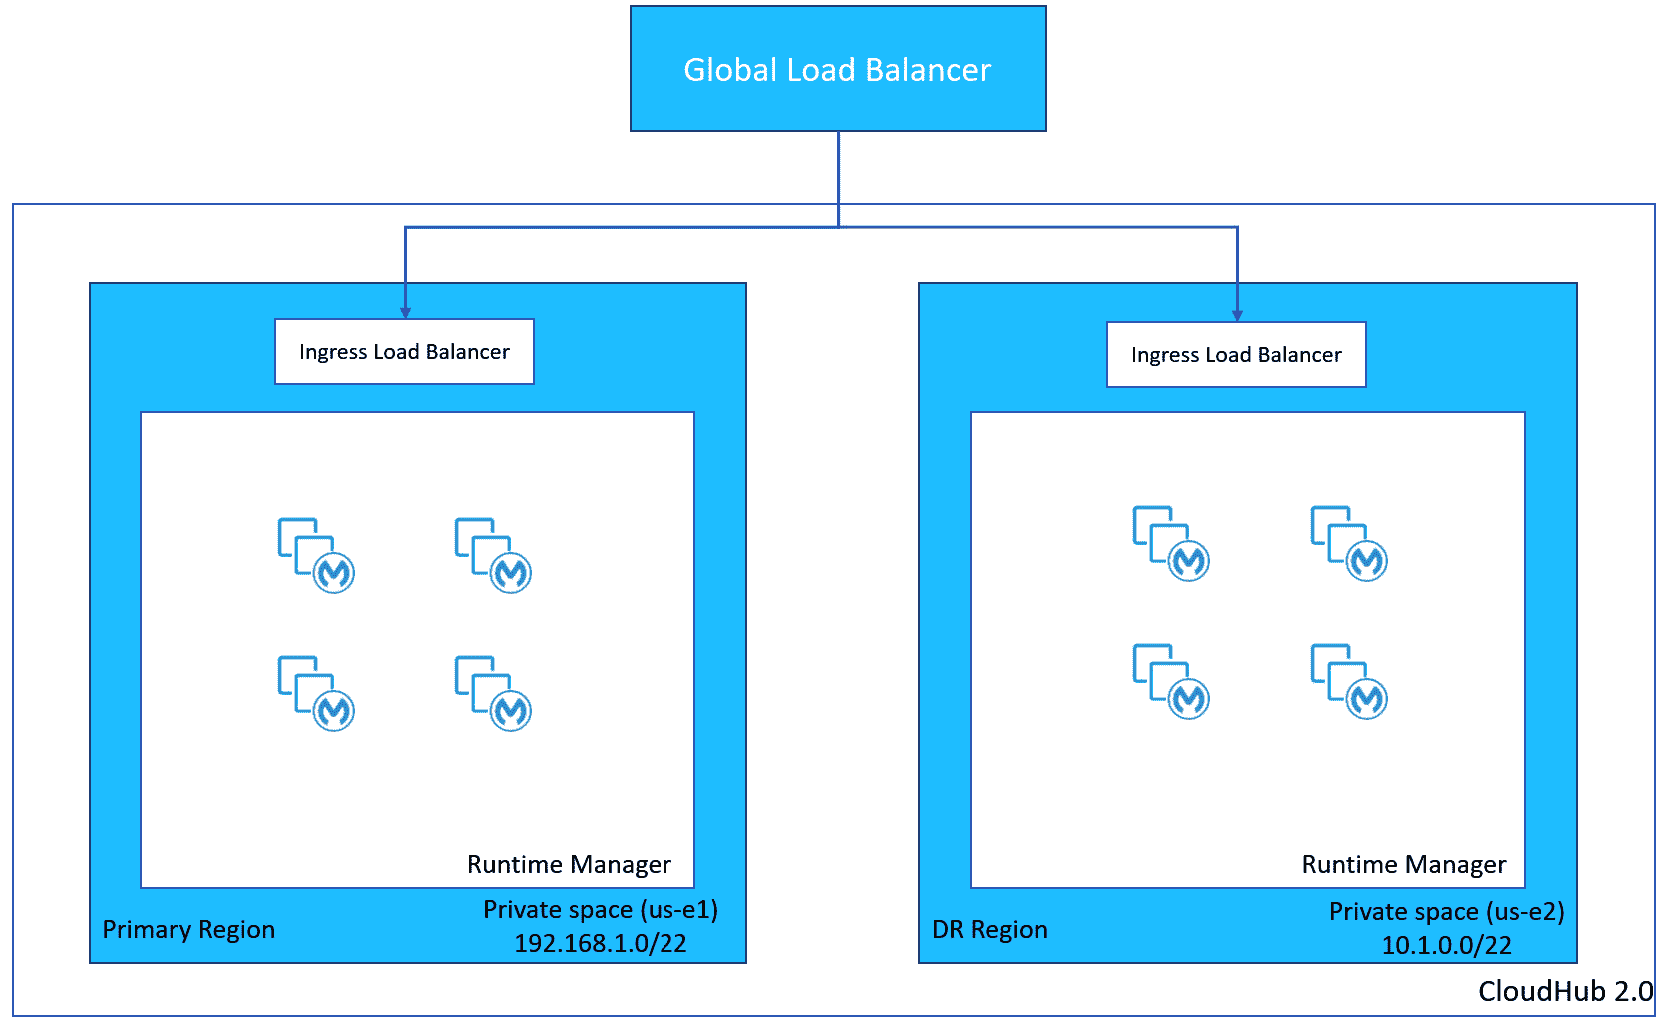 Global Load Balancer
Ingress Load Balancer
Runtime Manager
Private space (us-e1)
192.168.1.0/22
Primary Region
Ingress Load Balancer
Runtime Manager
Private space (us-e2)
10.1.0.0/22
DR Region
CloudHub 2.0